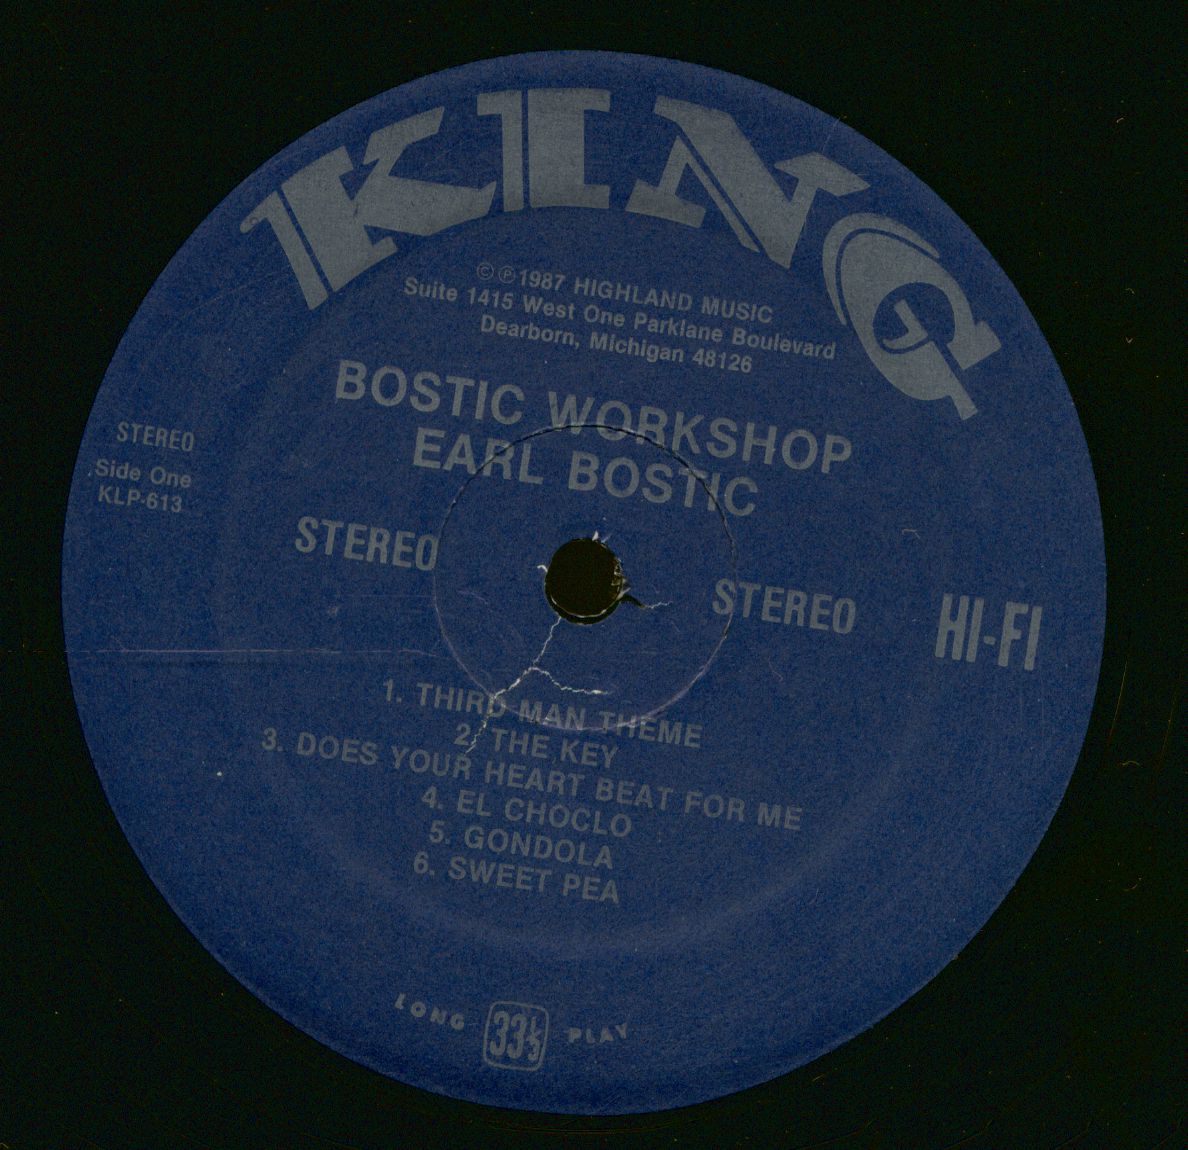 KING
©℗1987 HIGHLAND MUSIC
Suite 1415 West One Parklane Boulevard
Dearborn, Michigan 48126
BOSTIC WORKSHOP
EARL BOSTIC
STEREO
Side One
KLP-613
STEREO
STEREO
HI-FI
1. THIRD MAN THEME
2. THE KEY
3. DOES YOUR HEART BEAT FOR ME
4. EL CHOCLO
5. GONDOLA
6. SWEET PEA
LONG 33 1/3 PLAY